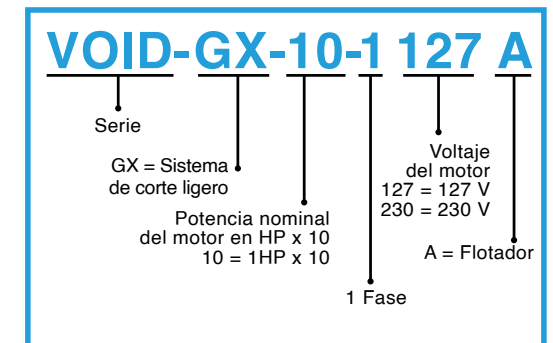 VOID-GX-10-1 127 A
Serie
GX = Sistema
de corte ligero
Potencia nominal
del motor en HP x 10
10 = 1HP x 10
1 Fase
Voltaje
del motor
127 = 127 V
230 = 230 V
A = Flotador